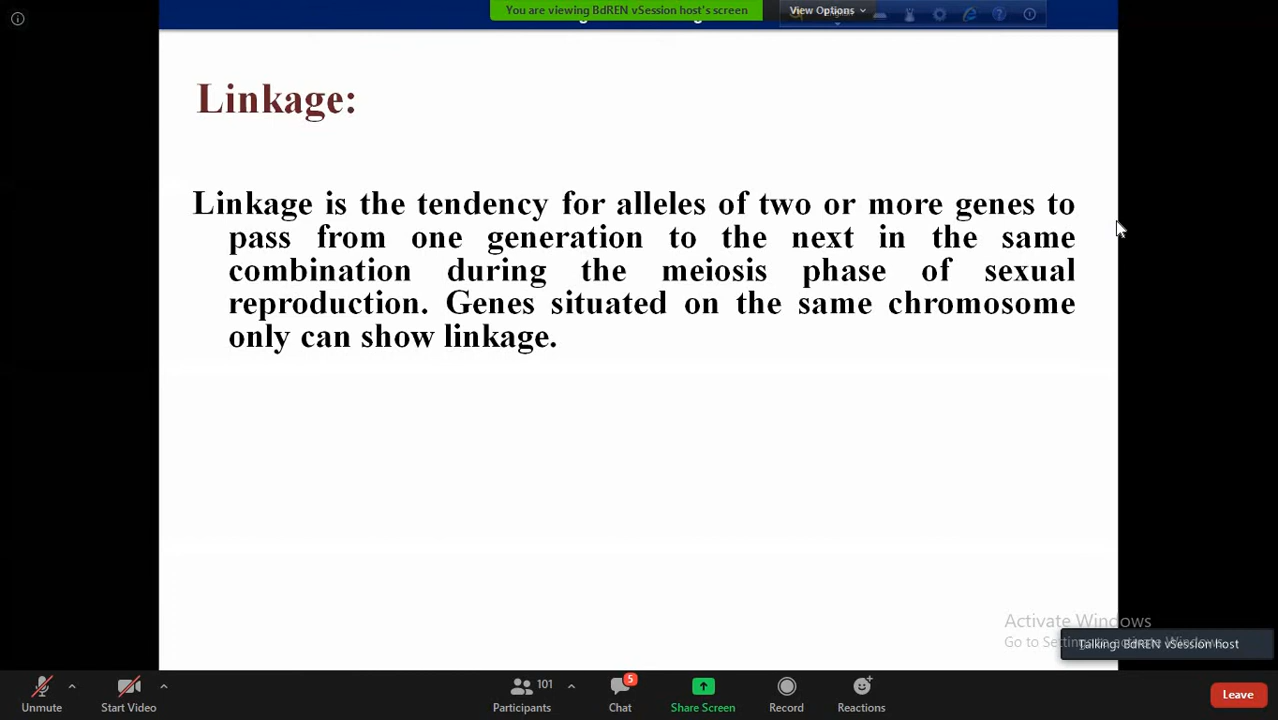 You are viewing BdREN vSession host's screen
View Options
Linkage:
Linkage is the tendency for alleles of two or more genes to
pass from one generation to the next in the same
combination during the meiosis phase of sexual
reproduction. Genes situated on the same chromosome
only can show linkage.
Activate Windows
Talking: BdREN vSession host
Unmute
Start Video
101
Participants
5
Chat
Share Screen
Record
Reactions
Leave